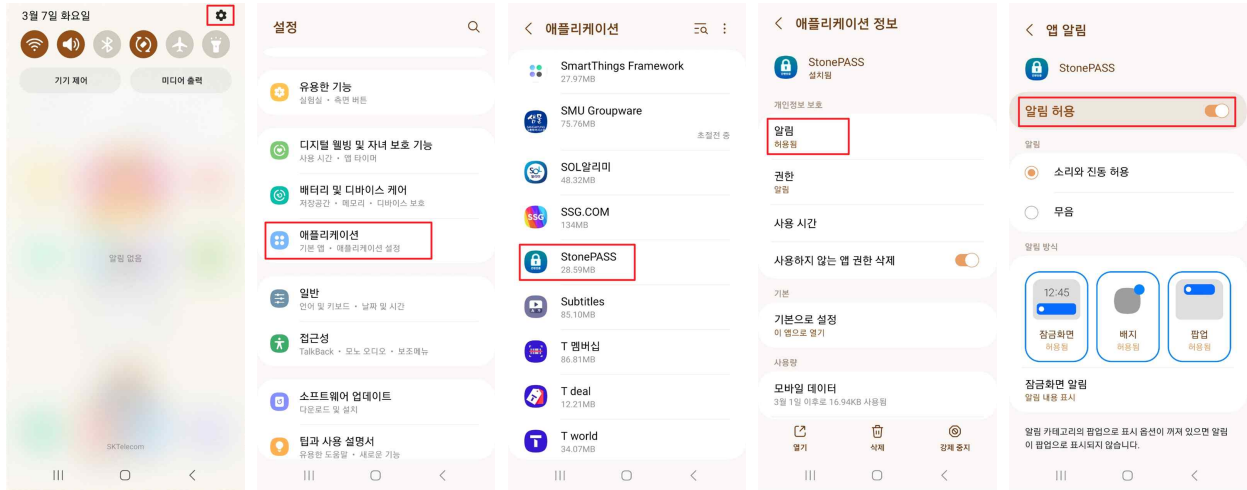 3월 7일 화요일
기기 제어
미디어 출력
알림 없음
SKTelecom
설정
유용한 기능
실험실 • 측면 버튼
디지털 웰빙 및 자녀 보호 기능
사용 시간 • 앱 타이머
배터리 및 디바이스 케어
저장공간 • 메모리 • 디바이스 보호
애플리케이션
기본 앱 • 애플리케이션 설정
일반
언어 및 키보드 • 날짜 및 시간
접근성
TalkBack • 모노 오디오 • 보조메뉴
소프트웨어 업데이트
다운로드 및 설치
팁과 사용 설명서
유용한 도움말 • 새로운 기능
애플리케이션
SmartThings Framework
27.97MB
SMU Groupware
75.76MB
초절전 중
SOL알리미
48.32MB
SSG
SSG.COM
134MB
StonePASS
28.59MB
Subtitles
85.10MB
T 멤버십
86.81MB
T deal
12.21MB
T world
34.07MB
애플리케이션 정보
StonePASS
설치됨
개인정보 보호
알림
허용됨
권한
알림
사용 시간
사용하지 않는 앱 권한 삭제
기본
기본으로 설정
이 앱으로 열기
사용량
모바일 데이터
3월 1일 이후로 16.94KB 사용됨
열기
삭제
강제 중지
앱 알림
StonePASS
알림 허용
알림
소리와 진동 허용
무음
알림 방식
12:45
잠금화면
허용됨
배지
허용됨
팝업
허용됨
잠금화면 알림
알림 내용 표시
알림 카테고리의 팝업으로 표시 옵션이 꺼져 있으면 알림
이 팝업으로 표시되지 않습니다.